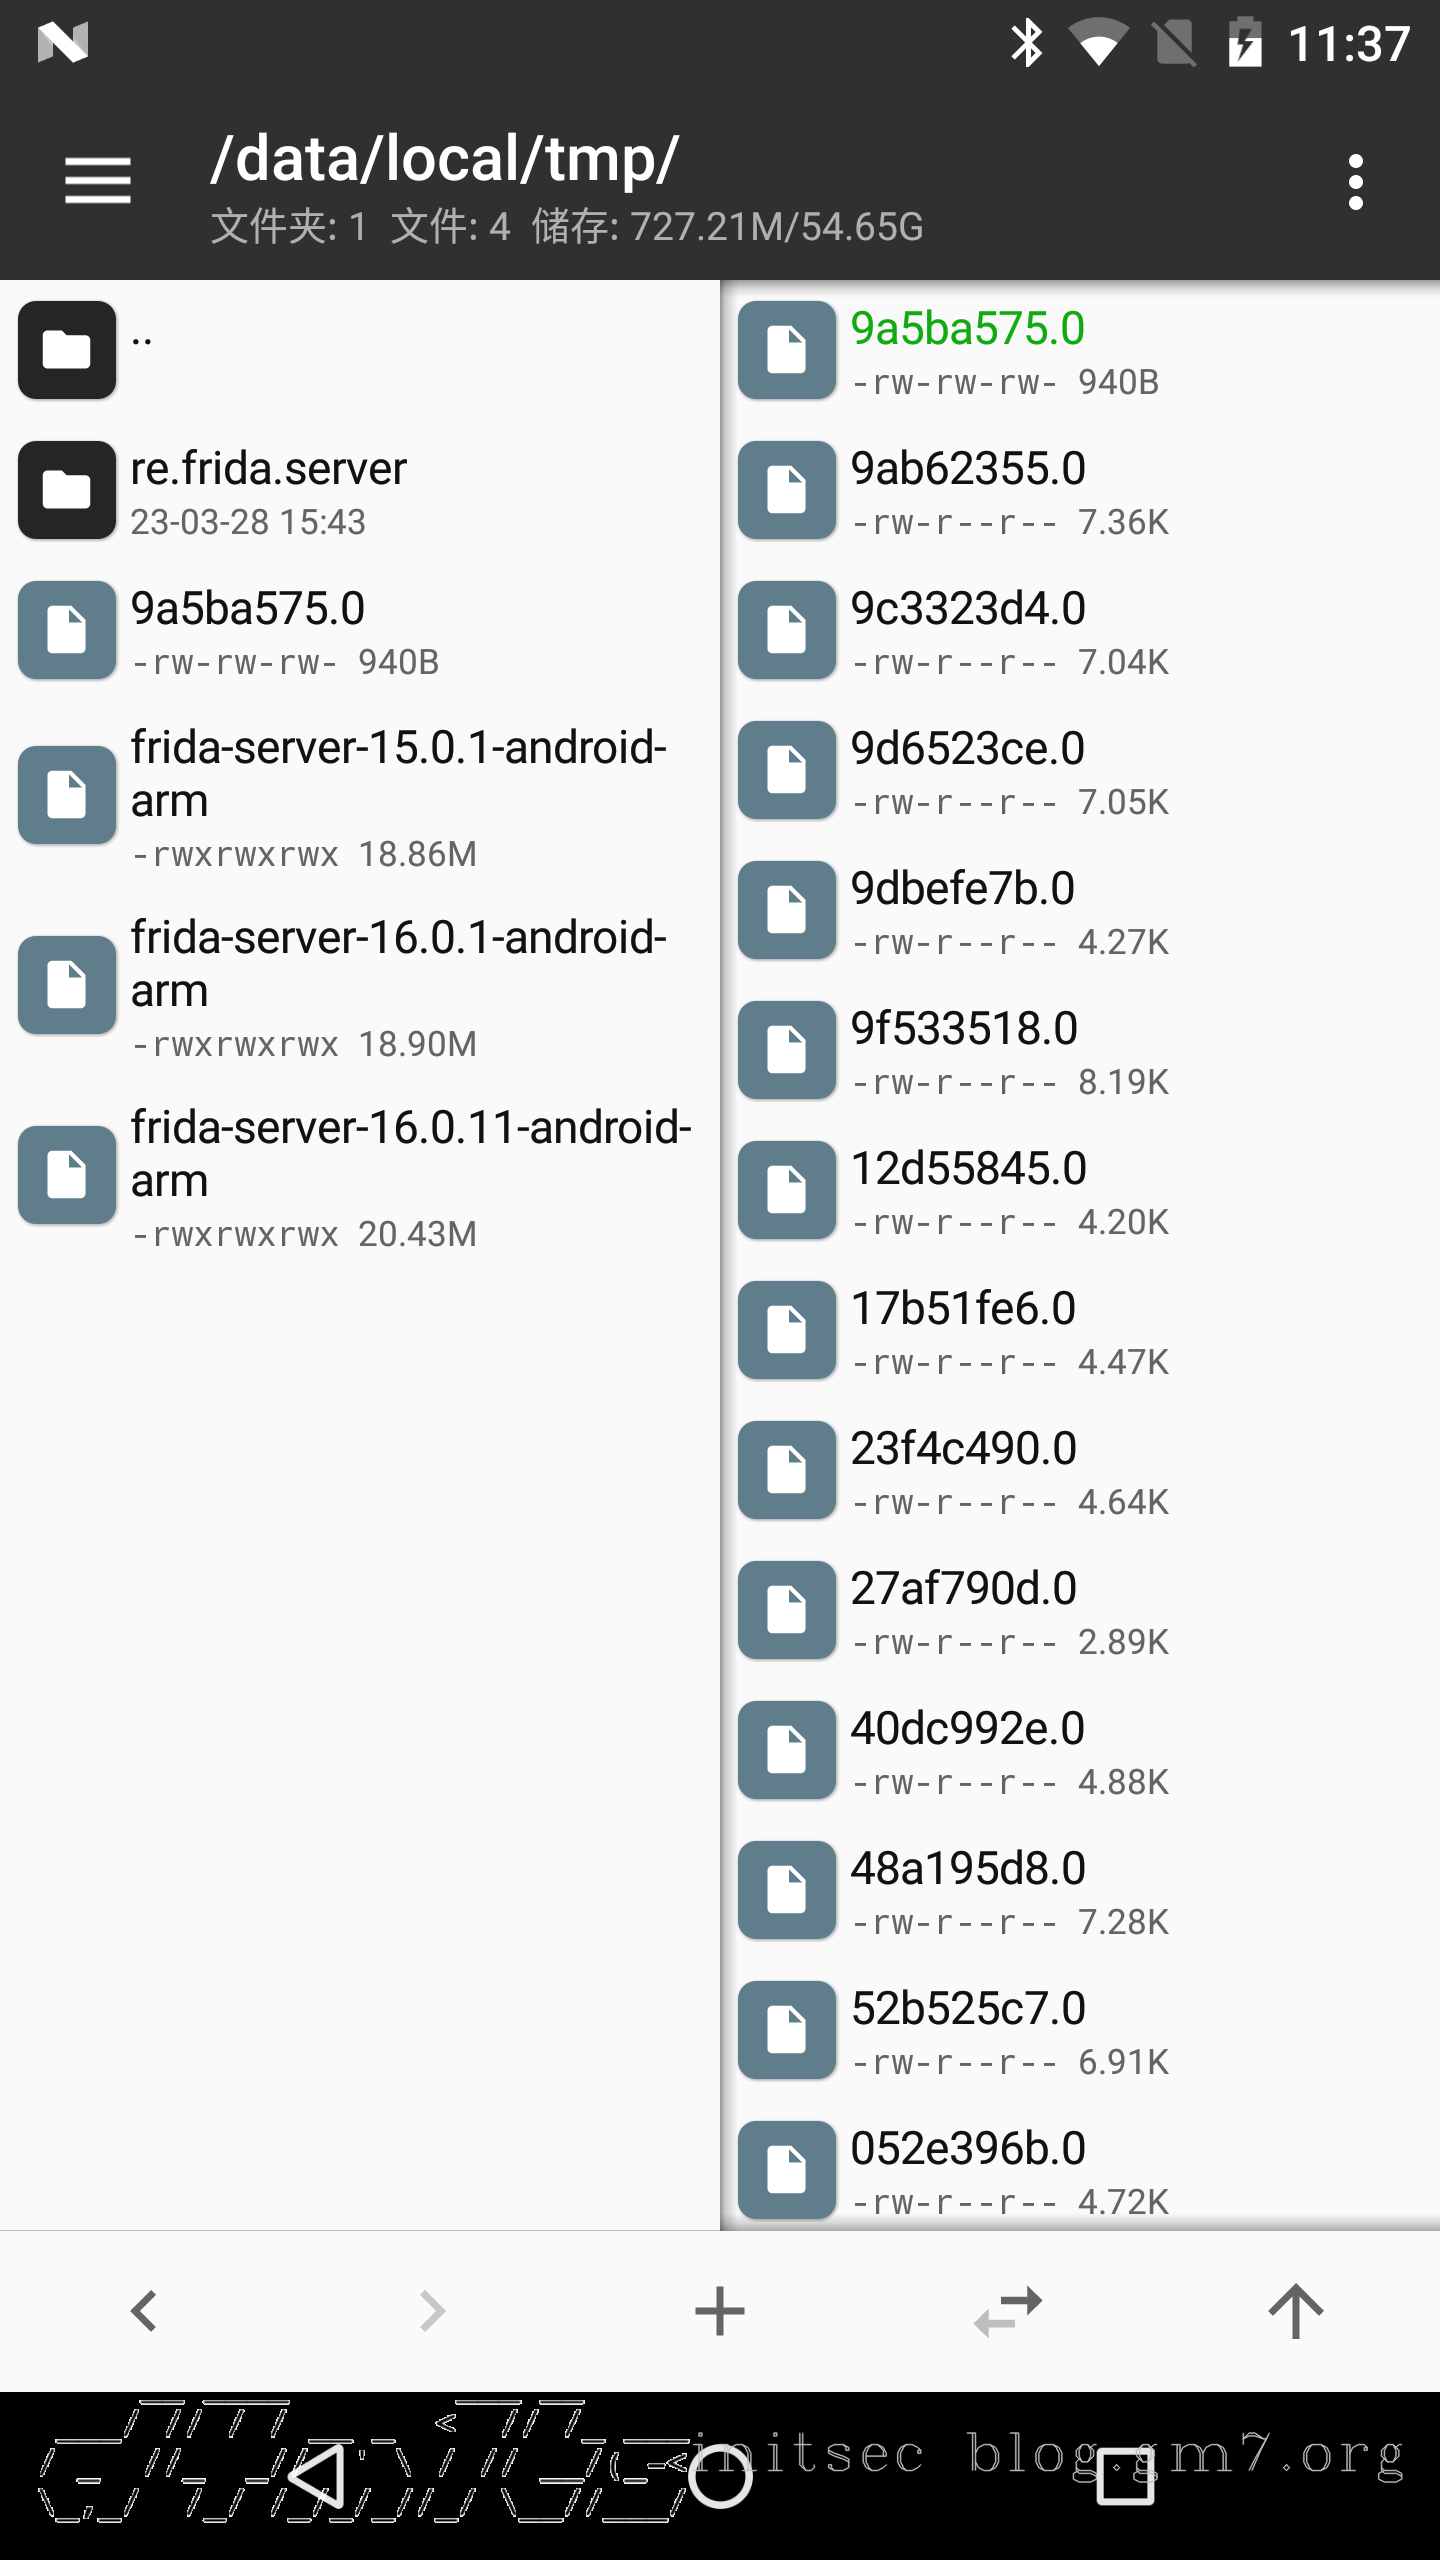 11:37
/data/local/tmp/
文件夹: 1 文件: 4 储存: 727.21M/54.65G
..
re.frida.server
23-03-28 15:43
9a5ba575.0
-rw-rw-rw- 940B
frida-server-15.0.1-android-
arm
-rwxrwxrwx 18.86M
frida-server-16.0.1-android-
arm
-rwxrwxrwx 18.90M
frida-server-16.0.11-android-
arm
-rwxrwxrwx 20.43M
9a5ba575.0
-rw-rw-rw- 940B
9ab62355.0
-rw-r--r-- 7.36K
9c3323d4.0
-rw-r--r-- 7.04K
9d6523ce.0
-rw-r--r-- 7.05K
9dbefe7b.0
-rw-r--r-- 4.27K
9f533518.0
-rw-r--r-- 8.19K
12d55845.0
-rw-r--r-- 4.20K
17b51fe6.0
-rw-r--r-- 4.47K
23f4c490.0
-rw-r--r-- 4.64K
27af790d.0
-rw-r--r-- 2.89K
40dc992e.0
-rw-r--r-- 4.88K
48a195d8.0
-rw-r--r-- 7.28K
52b525c7.0
-rw-r--r-- 6.91K
052e396b.0
-rw-r--r-- 4.72K
initsec blog.gm7.org